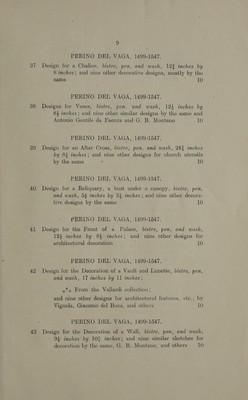 9
PERINO DEL VAGA, 1499-1547.
37 Design for a Chalice, bistre, pen, and wash, 12¾ inches by
8 inches; and nine other decorative designs, mostly by the
same 10
PERINO DEL VAGA, 1499-1547.
38 Designs for Vases, bistre, pen, and wash, 12¼ inches by
8¼ inches; and nine other similar designs by the same and
Antonio Gentile da Faenza and G. B. Montano 10
PERINO DEL VAGA, 1499-1547.
39 Design for an Altar Cross, bistre, pen, and wash, 24¾ inches
by 9½ inches; and nine other designs for church utensils
by the same 10
PERINO DEL VAGA, 1499-1547.
40 Design for a Reliquary, a bust under a canopy, bistre, pen,
and wash, 5¼ inches by 3¼ inches; and nine other decora-
tive designs by the same 10
PERINO DEL VAGA, 1499-1547.
41 Design for the Front of a Palace, bistre, pen, and wash,
12½ inches by 9¼ inches; and nine other designs for
architectural decoration 10
PERINO DEL VAGA, 1499-1547.
42 Design for the Decoration of a Vault and Lunette, bistre, pen,
and wash, 17 inches by 11 inches;
*** From the Vallardi collection;
and nine other designs for architectural features, etc., by
Vignola, Giacomo del Buca, and others 10
PERINO DEL VAGA, 1499-1547.
43 Design for the Decoration of a Wall, bistre, pen, and wash,
9¼ inches by 10¾ inches; and nine similar sketches for
decoration by the same, G. B. Montano, and others 10